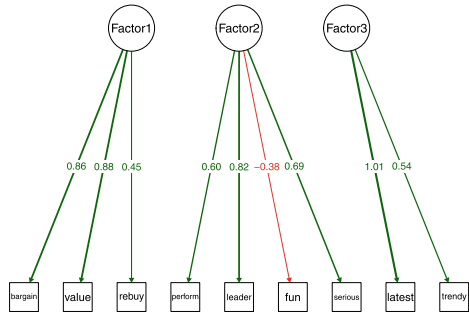 Factor1 Factor2 Factor3
0.86 0.88 0.45 0.60 0.82 −0.38 0.69 1.01 0.54
bargain value rebuy perform leader fun serious latest trendy